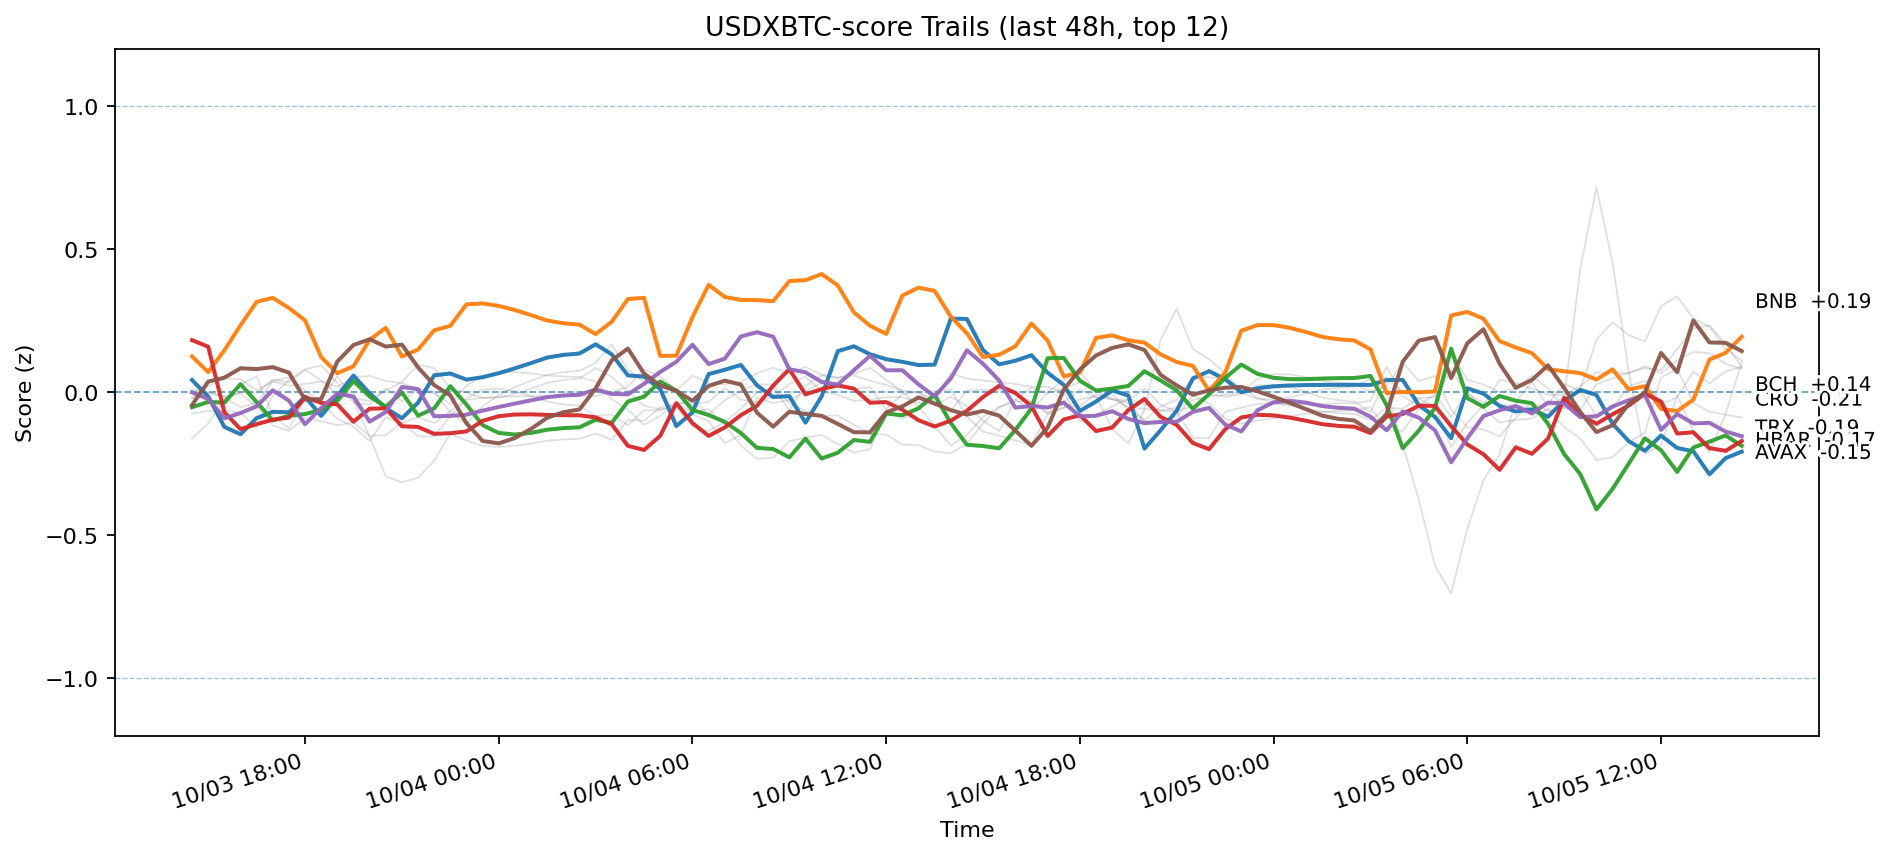 USDXBTC-score Trails (last 48h, top 12)
Score (z)
1.0
0.5
0.0
−0.5
−1.0
BNB +0.19
BCH +0.14
CRO -0.21
TRX -0.19
HBAR -0.17
AVAX -0.15
10/03 18:00
10/04 00:00
10/04 06:00
10/04 12:00
10/04 18:00
10/05 00:00
10/05 06:00
10/05 12:00
Time